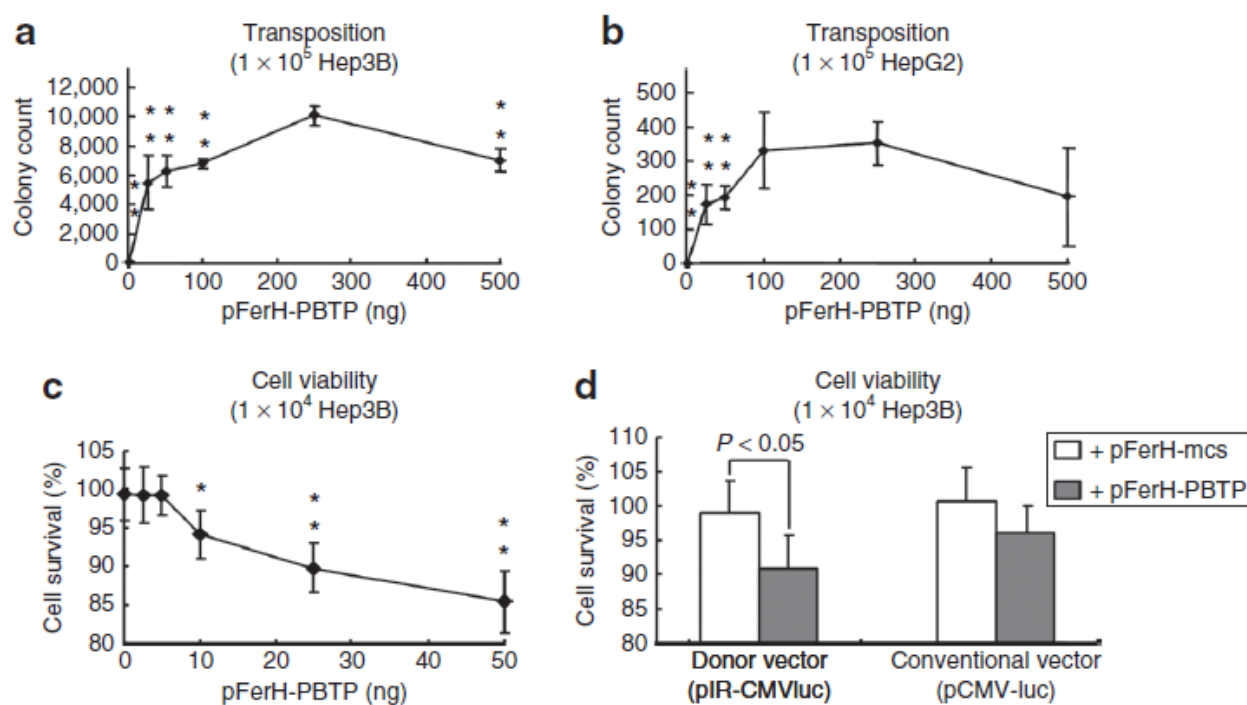 a
Transposition
(1 × 10⁵ Hep3B)
12,000
10,000
8,000
6,000
4,000
2,000
0
Colony count
* *
* *
* *
* *
* *
0 100 200 300 400 500
pFerH-PBTP (ng)
b
Transposition
(1 × 10⁵ HepG2)
500
400
300
200
100
0
Colony count
* *
* *
* *
0 100 200 300 400 500
pFerH-PBTP (ng)
c
Cell viability
(1 × 10⁴ Hep3B)
105
100
95
90
85
80
Cell survival (%)
*
* *
* *
0 10 20 30 40 50
pFerH-PBTP (ng)
d
Cell viability
(1 × 10⁴ Hep3B)
110
105
100
95
90
85
80
Cell survival (%)
P < 0.05
+ pFerH-mcs
+ pFerH-PBTP
Donor vector
(pIR-CMVluc)
Conventional vector
(pCMV-luc)